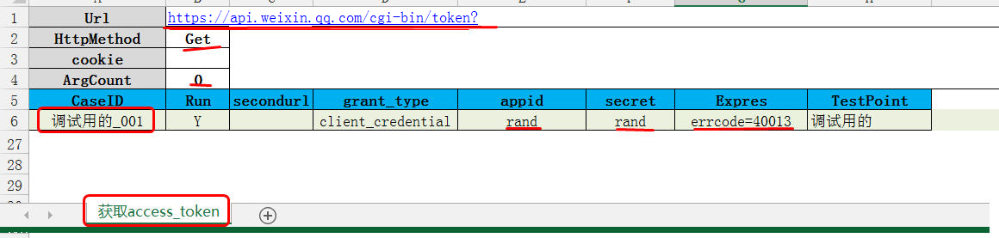 A B C D E F G H
1 Url https://api.weixin.qq.com/cgi-bin/token?
2 HttpMethod Get
3 cookie
4 ArgCount 0
5 CaseID Run secondurl grant_type appid secret Expres TestPoint
6 调试用的_001 Y client_credential rand rand errcode=40013 调试用的
27
28
29
获取access_token